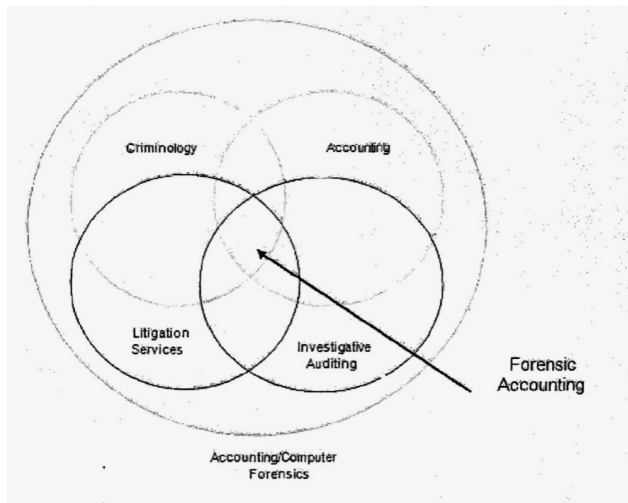 Criminology
Accounting
Litigation
Services
Investigative
Auditing
Forensic
Accounting
Accounting/Computer
Forensics